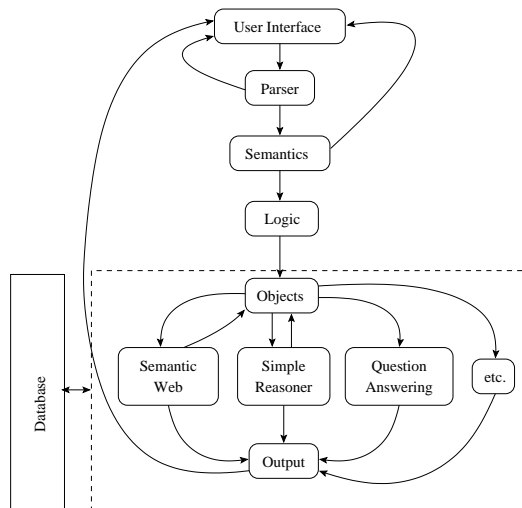 User Interface
Parser
Semantics
Logic
Objects
Semantic
Web
Simple
Reasoner
Question
Answering
etc.
Database
Output